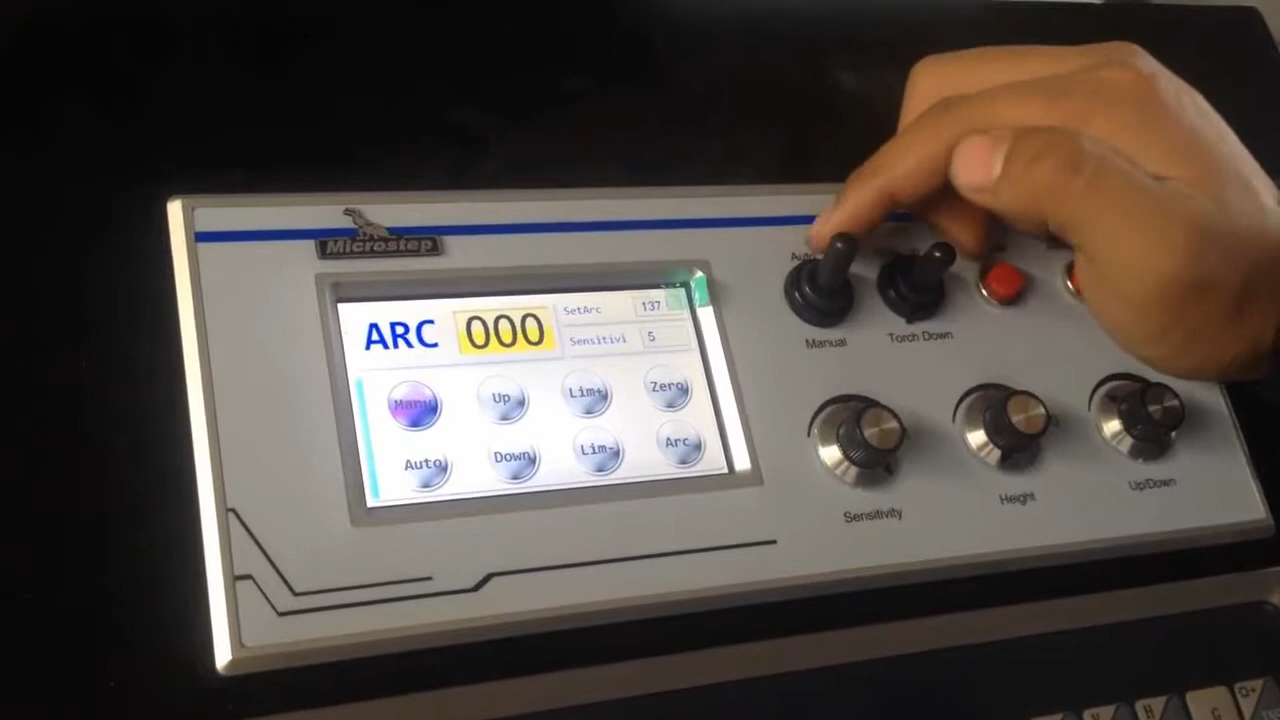 Microstep
ARC 000 SetArc 137
Sensitivi 5
Manu Up Lim+ Zero
Auto Down Lim- Arc
Auto
Manual Torch Down
Sensitivity Height Up/Down
H
G